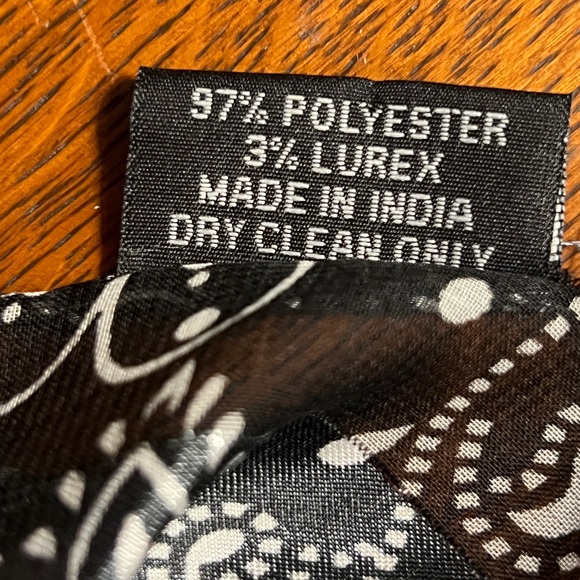 97% POLYESTER
3% LUREX
MADE IN INDIA
DRY CLEAN ONLY